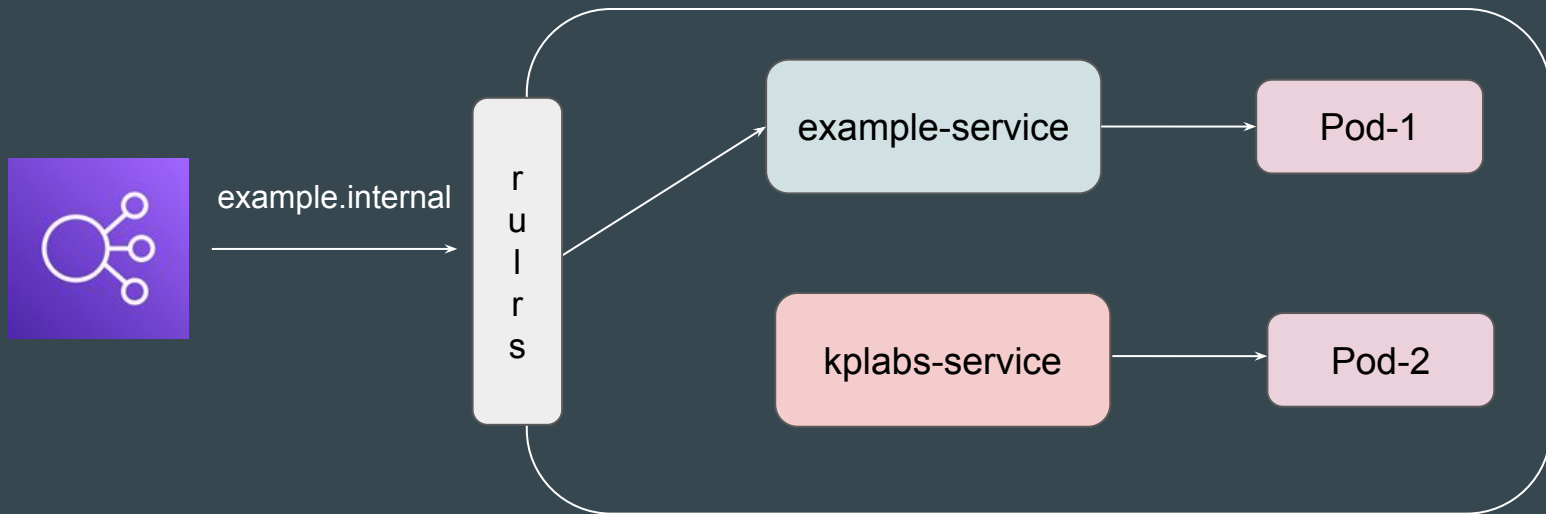 example.internal
r
u
l
r
s
example-service
Pod-1
kplabs-service
Pod-2